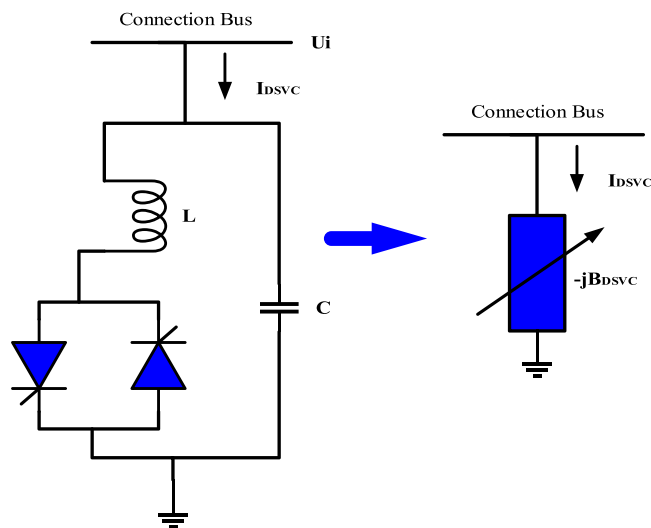 Connection Bus
Ui
IDSVC
L
C
Connection Bus
IDSVC
-jBDSVC